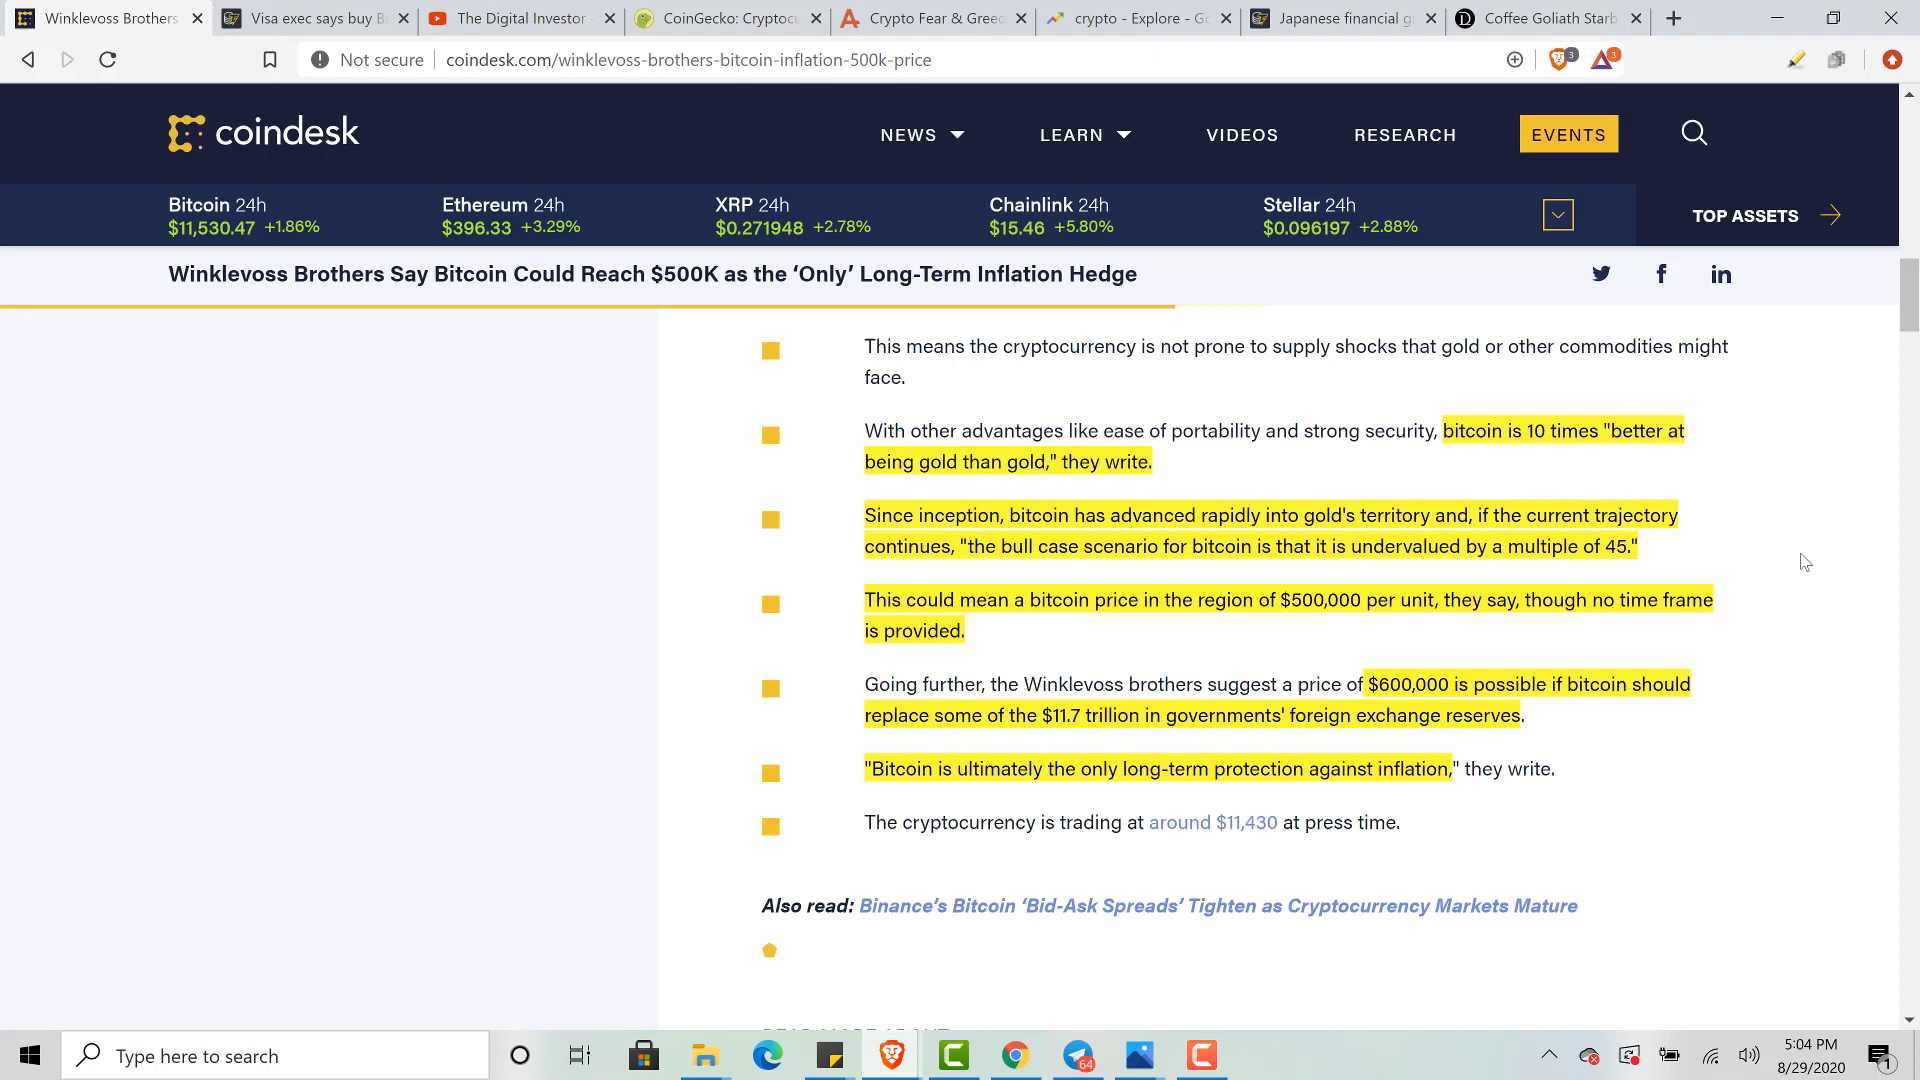 Winklevoss Brothers
Visa exec says buy B
The Digital Investor -
CoinGecko: Cryptocu
Crypto Fear & Greed
crypto - Explore - Go
Japanese financial g
Coffee Goliath Starb
Not secure
coindesk.com/winklevoss-brothers-bitcoin-inflation-500k-price
3
3
coindesk
NEWS
LEARN
VIDEOS
RESEARCH
EVENTS
Bitcoin 24h
$11,530.47 +1.86%
Ethereum 24h
$396.33 +3.29%
XRP 24h
$0.271948 +2.78%
Chainlink 24h
$15.46 +5.80%
Stellar 24h
$0.096197 +2.88%
TOP ASSETS
Winklevoss Brothers Say Bitcoin Could Reach $500K as the ‘Only’ Long-Term Inflation Hedge
This means the cryptocurrency is not prone to supply shocks that gold or other commodities might
face.
With other advantages like ease of portability and strong security, bitcoin is 10 times "better at
being gold than gold," they write.
Since inception, bitcoin has advanced rapidly into gold's territory and, if the current trajectory
continues, "the bull case scenario for bitcoin is that it is undervalued by a multiple of 45."
This could mean a bitcoin price in the region of $500,000 per unit, they say, though no time frame
is provided.
Going further, the Winklevoss brothers suggest a price of $600,000 is possible if bitcoin should
replace some of the $11.7 trillion in governments' foreign exchange reserves.
"Bitcoin is ultimately the only long-term protection against inflation," they write.
The cryptocurrency is trading at around $11,430 at press time.
Also read: Binance’s Bitcoin ‘Bid-Ask Spreads’ Tighten as Cryptocurrency Markets Mature
READ MORE ABOUT
Type here to search
64
5:04 PM
8/29/2020
1